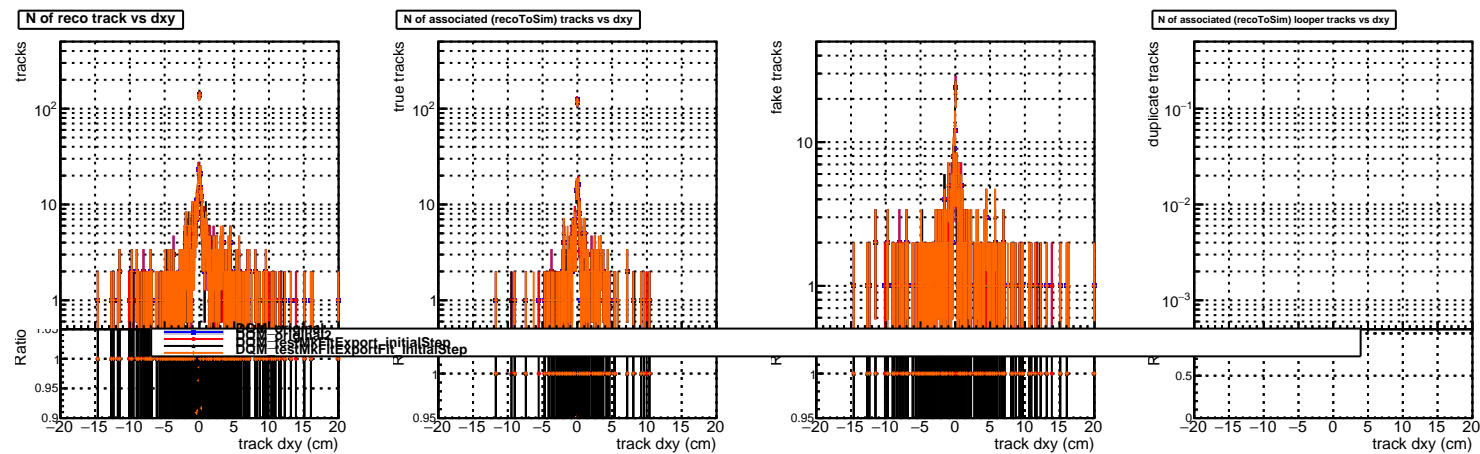 N of reco track vs dxy
tracks
10²
10
1
Ratio
1
0.95
0.9
−20 −15 −10 −5 0 5 10 15 20
track dxy (cm)
N of associated (recoToSim) tracks vs dxy
true tracks
10²
10
1
1
0.95
−20 −15 −10 −5 0 5 10 15 20
track dxy (cm)
fake tracks
10
1
1
0.95
−20 −15 −10 −5 0 5 10 15 20
track dxy (cm)
N of associated (recoToSim) looper tracks vs dxy
duplicate tracks
10⁻¹
10⁻²
10⁻³
0.5
0
−20 −15 −10 −5 0 5 10 15 20
track dxy (cm)
DQM_testMkFitExport_initialStep
DQM_testMkFitExportFit_initialStep